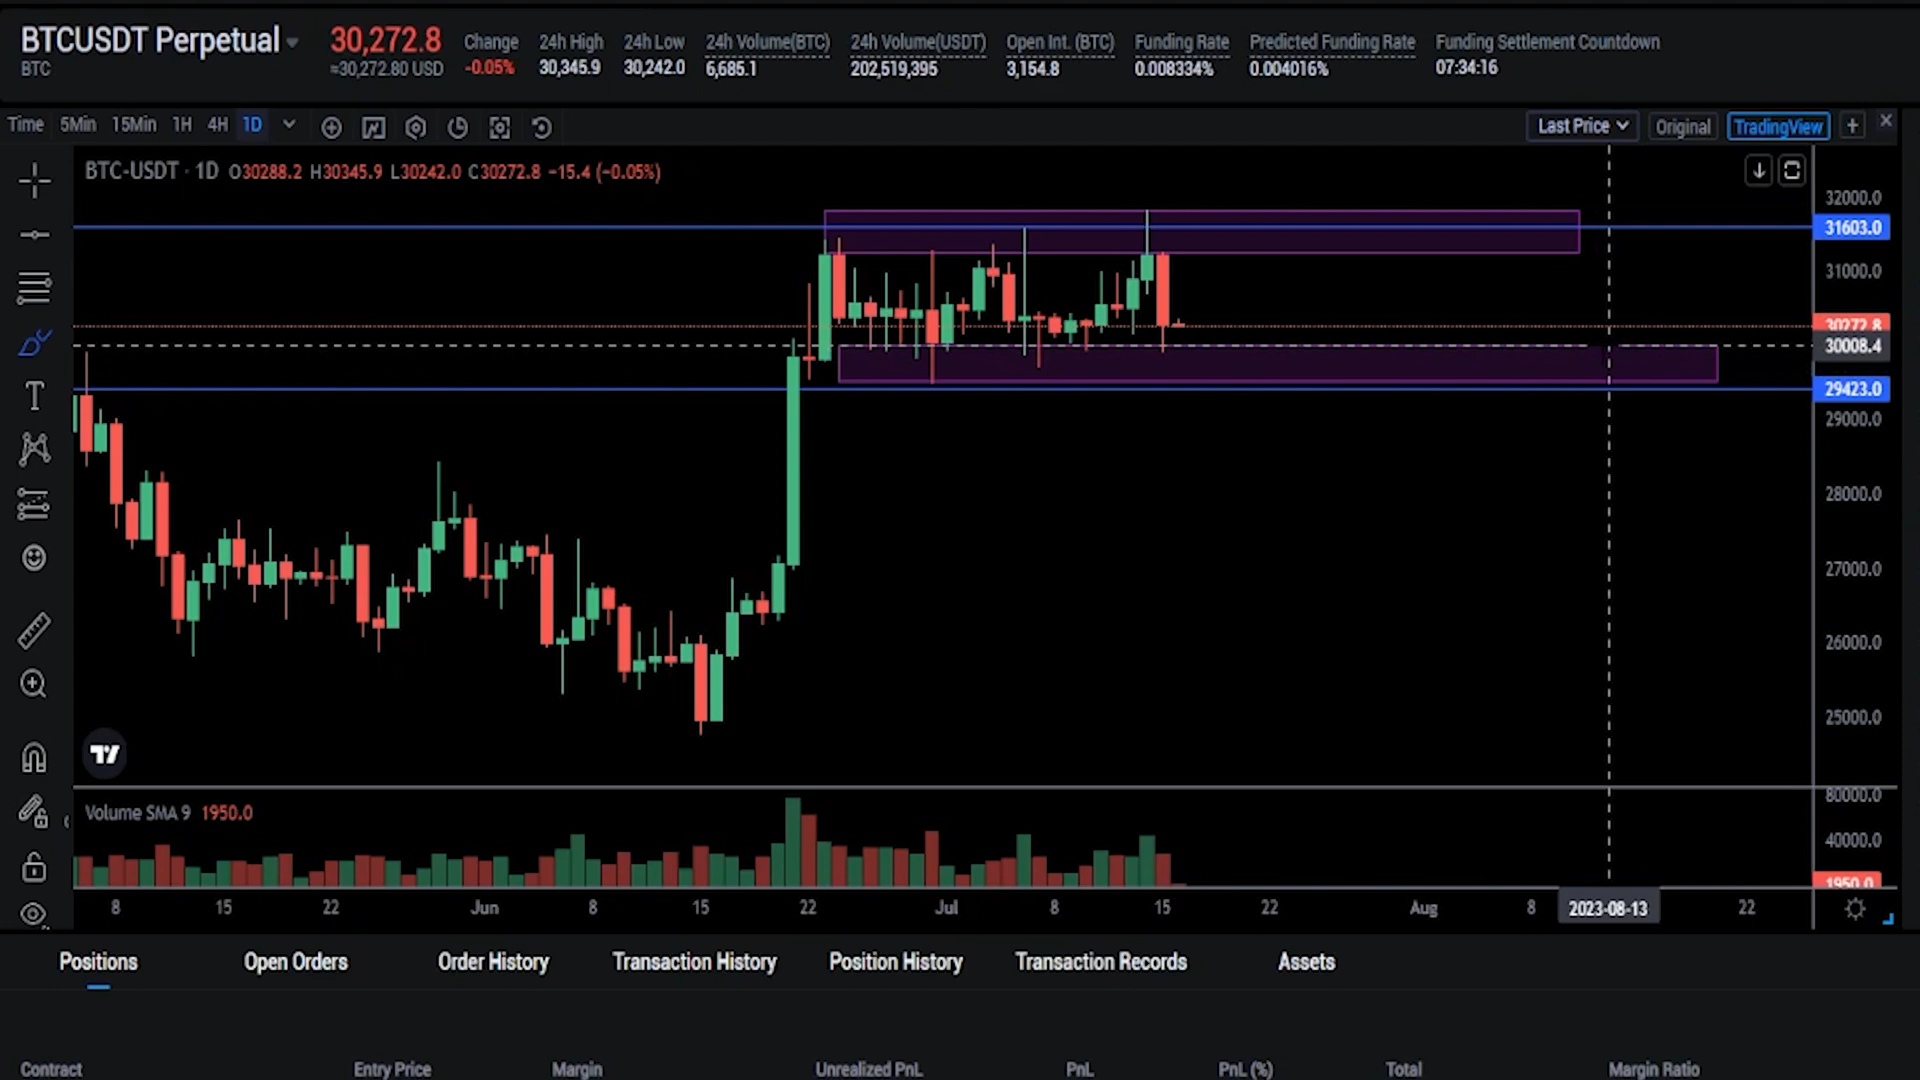 BTCUSDT Perpetual 30,272.8 Change 24h High 24h Low 24h Volume(BTC) 24h Volume(USDT) Open Int. (BTC) Funding Rate Predicted Funding Rate Funding Settlement Countdown
BTC ≈30,272.80 USD -0.05% 30,345.9 30,242.0 6,685.1 202,519,395 3,154.8 0.008334% 0.004016% 07:34:16
Time 5Min 15Min 1H 4H 1D Last Price Original TradingView +
BTC-USDT · 1D O30288.2 H30345.9 L30242.0 C30272.8 −15.4 (−0.05%)
32000.0
31603.0
31000.0
30272.8
30008.4
29423.0
29000.0
28000.0
27000.0
26000.0
25000.0
80000.0
Volume SMA 9 1950.0
40000.0
1950.0
8 15 22 Jun 8 15 22 Jul 8 15 22 Aug 8 2023-08-13 22
Positions Open Orders Order History Transaction History Position History Transaction Records Assets
Contract Entry Price Margin Unrealized PnL PnL PnL (%) Total Margin Ratio